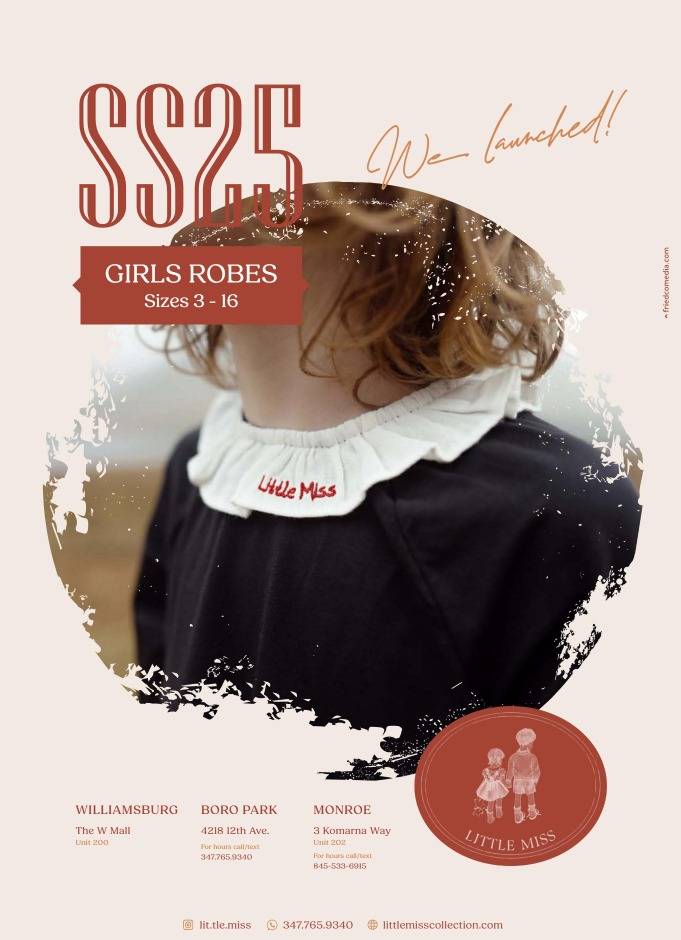 SS25
We launched!
GIRLS ROBES
Sizes 3 - 16
friedcomedia.com
Little Miss
LITTLE MISS
WILLIAMSBURG
The W Mall
Unit 200
BORO PARK
4218 12th Ave.
For hours call/text
347.765.9340
MONROE
3 Komarna Way
Unit 202
For hours call/text
845-533-6915
lit.tle.miss
347.765.9340
littlemisscollection.com